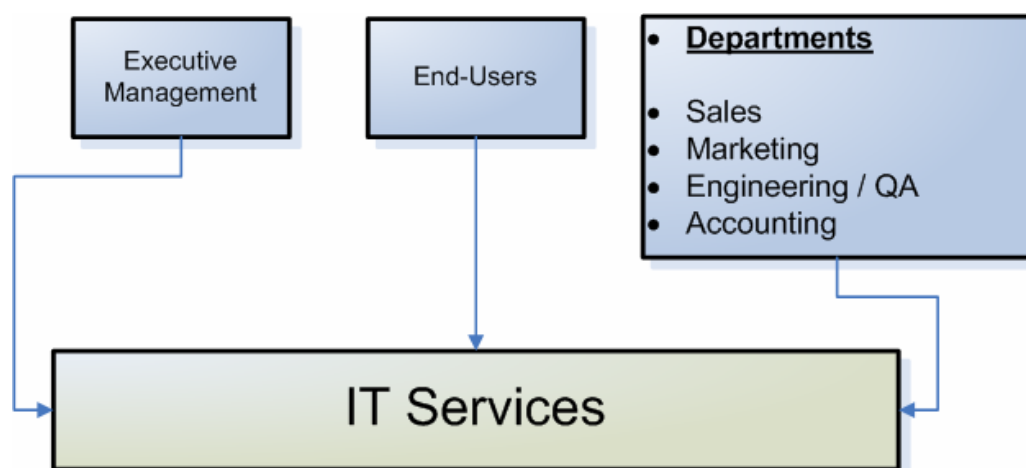 Executive
Management
End-Users
• Departments
• Sales
• Marketing
• Engineering / QA
• Accounting
IT Services